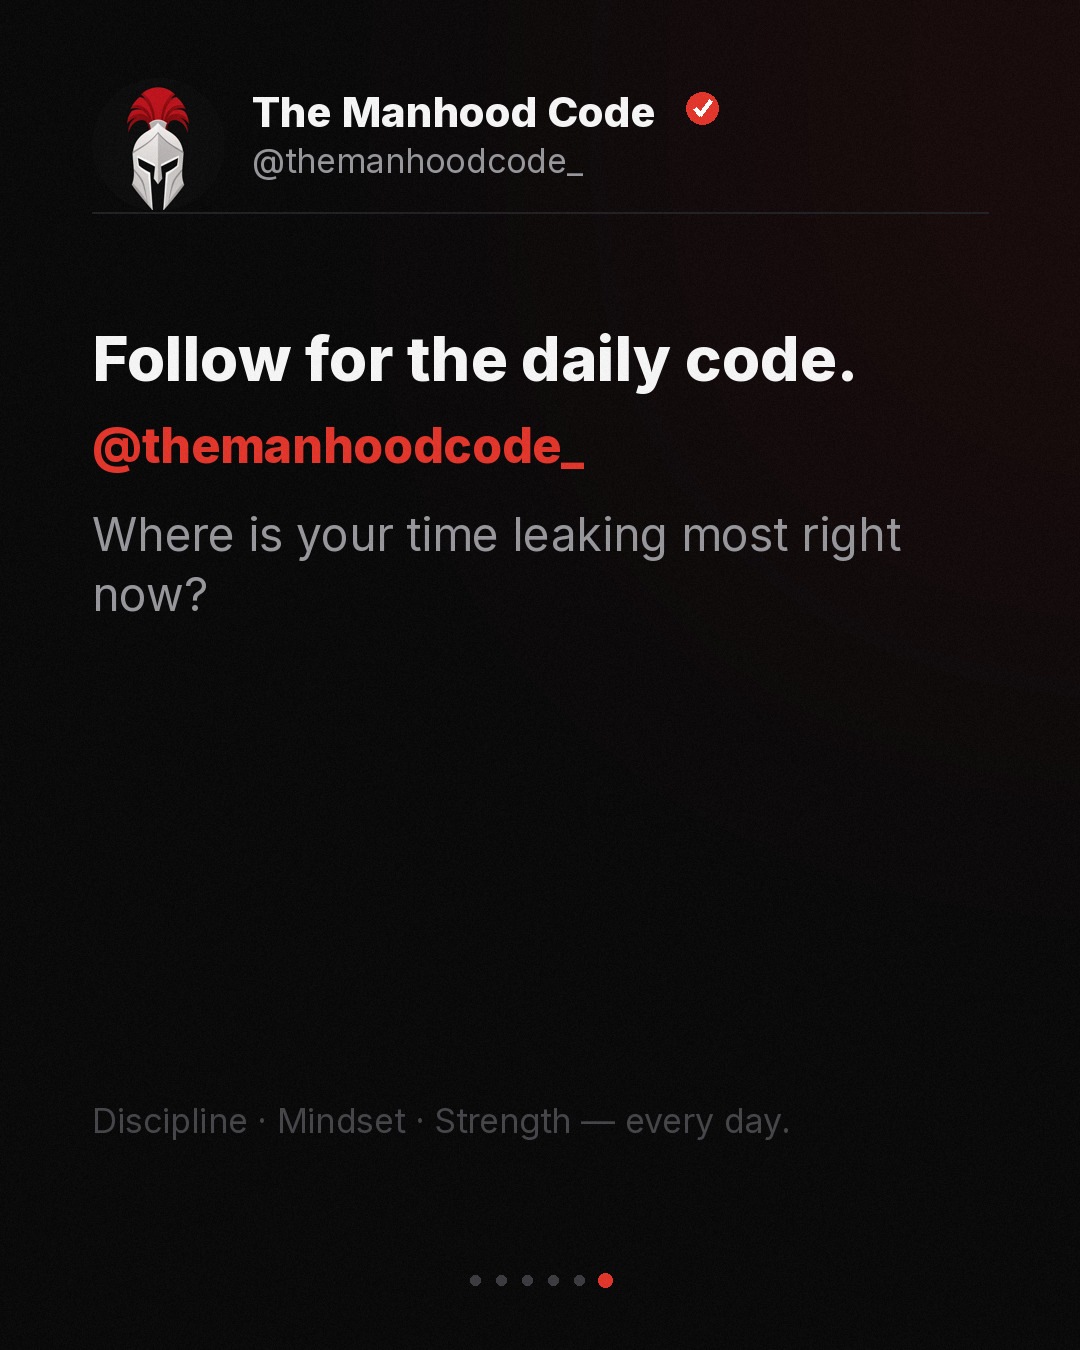 The Manhood Code
@themanhoodcode_
Follow for the daily code.
@themanhoodcode_
Where is your time leaking most right
now?
Discipline · Mindset · Strength — every day.